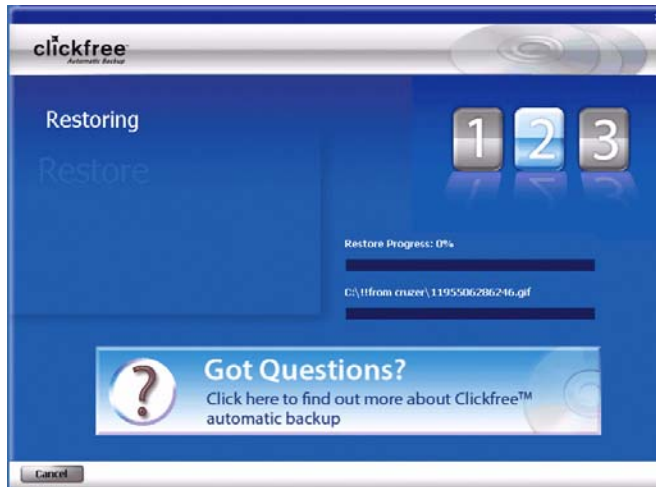 clickfree
Automatic Backup
Restoring
Restore
1 2 3
Restore Progress: 0%
C:\!!from cruzer\1195506286246.gif
?
Got Questions?
Click here to find out more about Clickfree™
automatic backup
Cancel